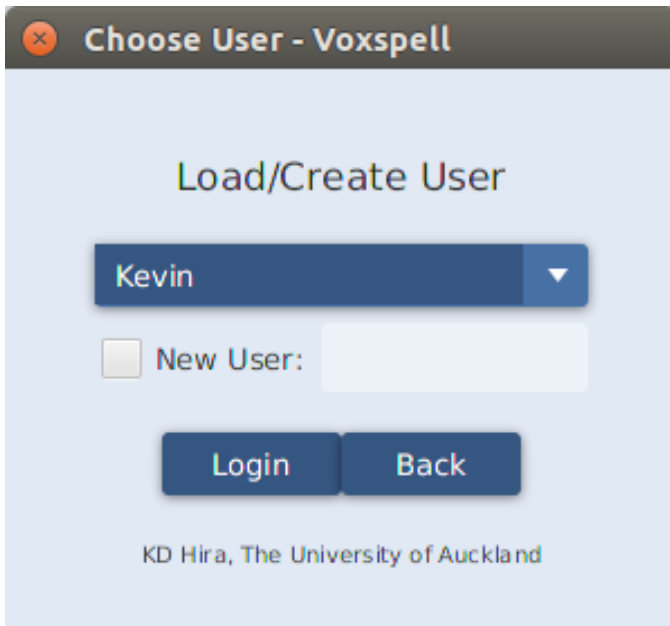 Choose User - Voxspell
Load/Create User
Kevin
New User:
Login Back
KD Hira, The University of Auckland